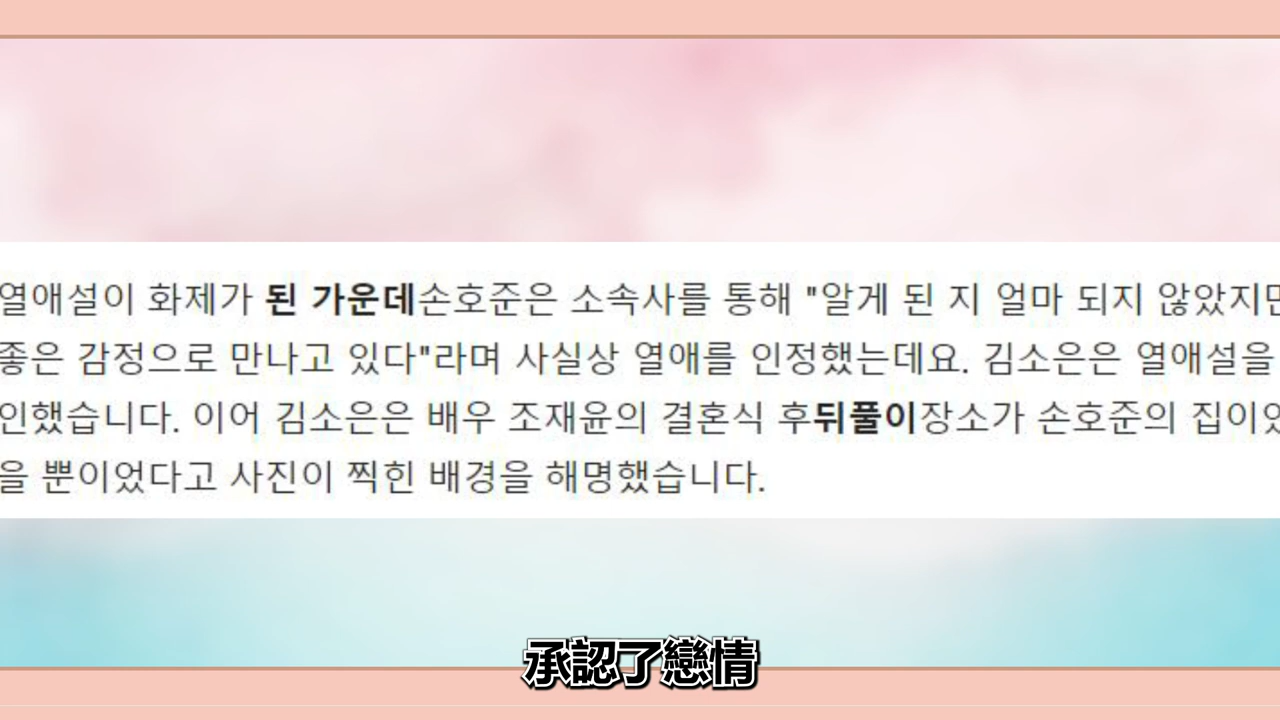 열애설이 화제가 된 가운데손호준은 소속사를 통해 "알게 된 지 얼마 되지 않았지만
좋은 감정으로 만나고 있다"라며 사실상 열애를 인정했는데요. 김소은은 열애설을
인했습니다. 이어 김소은은 배우 조재윤의 결혼식 후뒤풀이장소가 손호준의 집이었
을 뿐이었다고 사진이 찍힌 배경을 해명했습니다.
承認了戀情